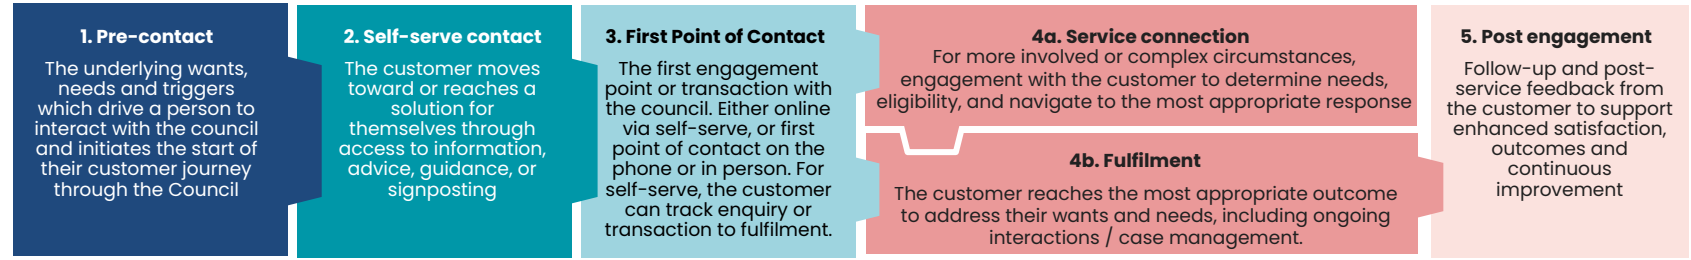 1. Pre-contact
The underlying wants,
needs and triggers
which drive a person to
interact with the council
and initiates the start of
their customer journey
through the Council
2. Self-serve contact
The customer moves
toward or reaches a
solution for
themselves through
access to information,
advice, guidance, or
signposting
3. First Point of Contact
The first engagement
point or transaction with
the council. Either online
via self-serve, or first
point of contact on the
phone or in person. For
self-serve, the customer
can track enquiry or
transaction to fulfilment.
4a. Service connection
For more involved or complex circumstances,
engagement with the customer to determine needs,
eligibility, and navigate to the most appropriate response
4b. Fulfilment
The customer reaches the most appropriate outcome
to address their wants and needs, including ongoing
interactions / case management.
5. Post engagement
Follow-up and post-
service feedback from
the customer to support
enhanced satisfaction,
outcomes and
continuous
improvement